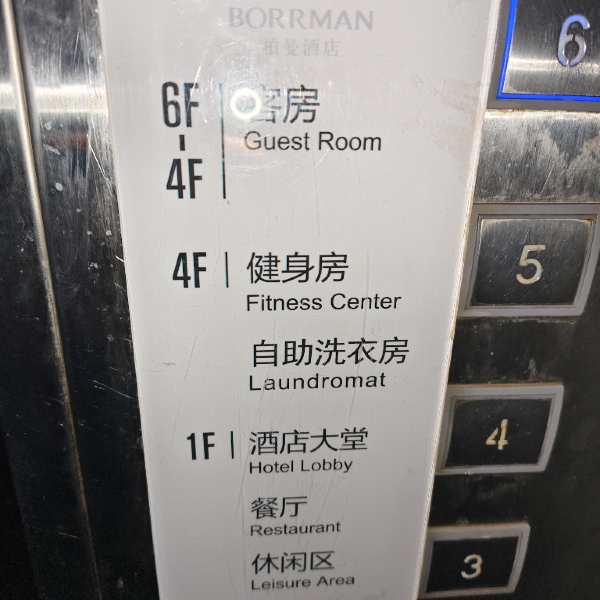 BORRMAN
柏曼酒店
6F
-
4F
客房
Guest Room
4F
健身房
Fitness Center
自助洗衣房
Laundromat
1F
酒店大堂
Hotel Lobby
餐厅
Restaurant
休闲区
Leisure Area
6
5
4
3